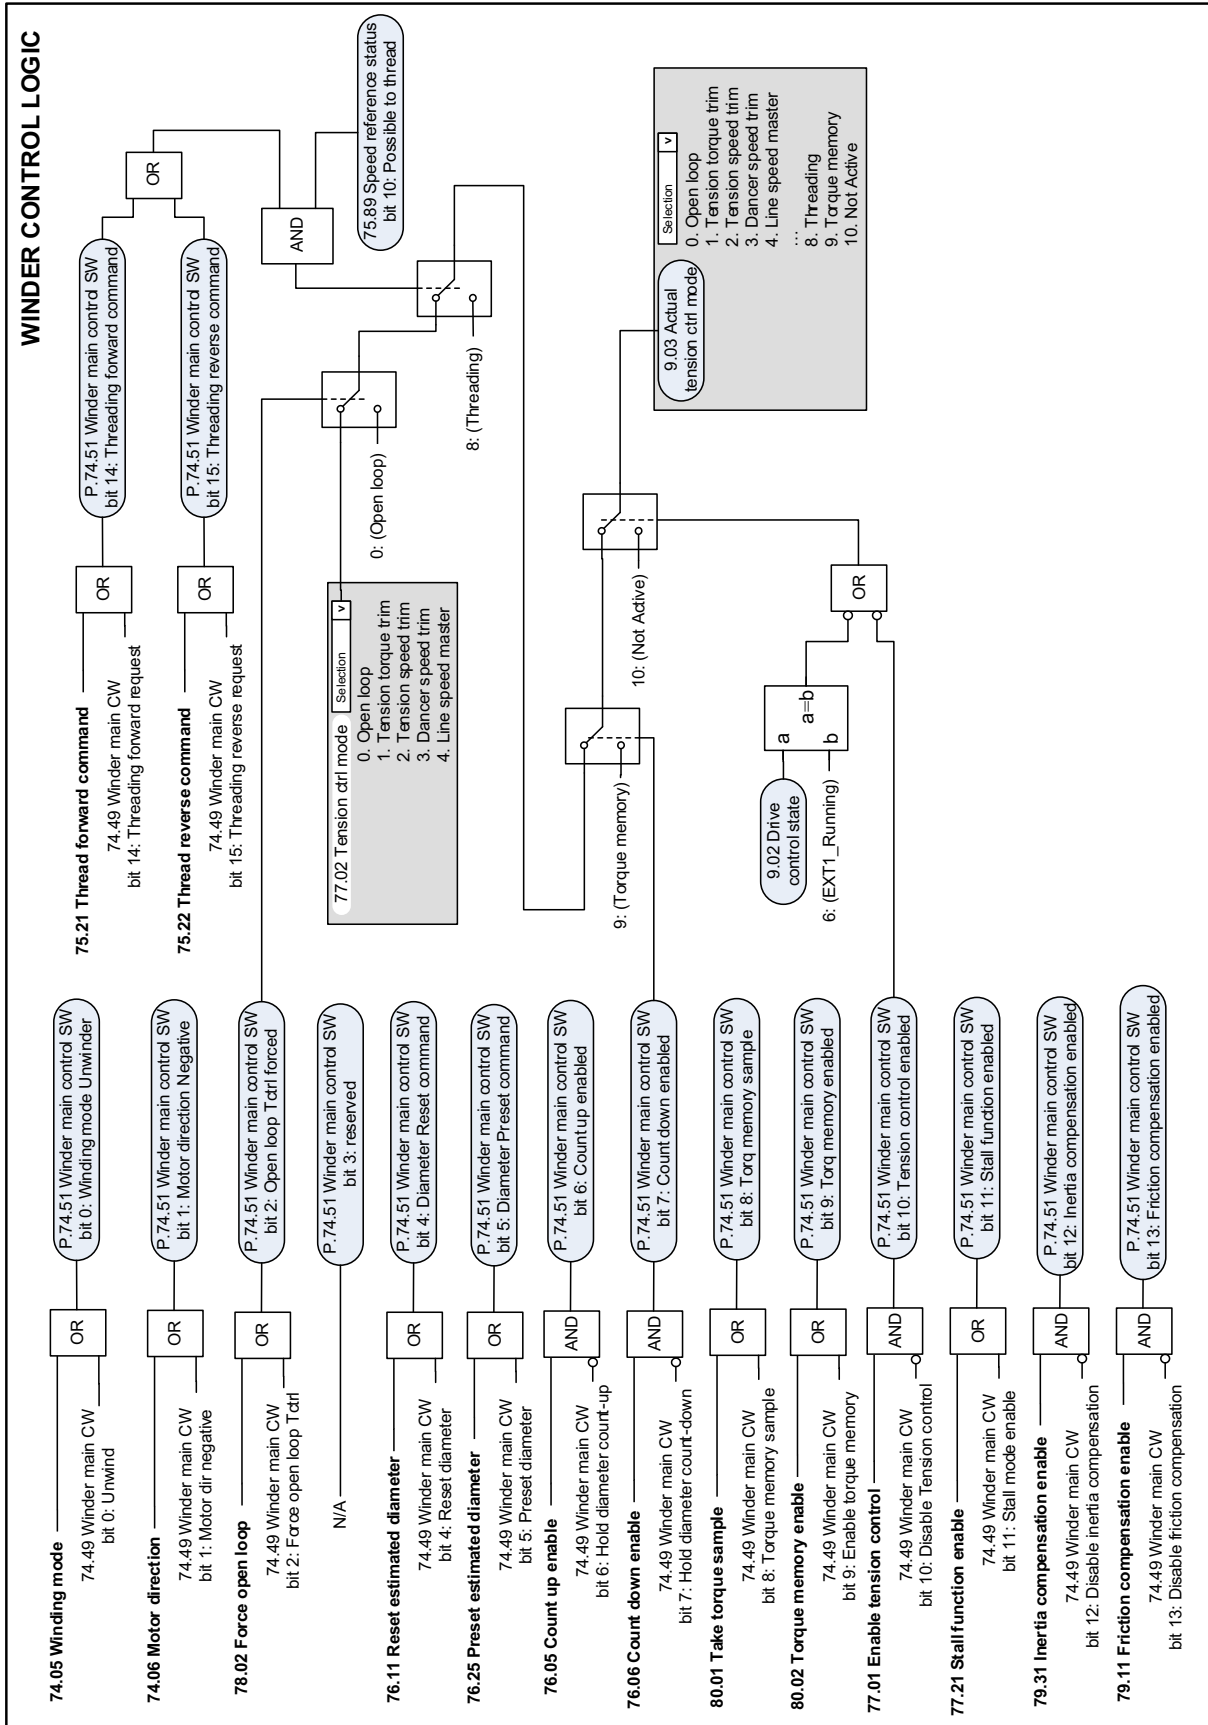 WINDER CONTROL LOGIC
74.05 Winding mode
74.49 Winder main CW
bit 0: Unwind
OR
P.74.51 Winder main control SW
bit 0: Winding mode Unwinder
74.06 Motor direction
74.49 Winder main CW
bit 1: Motor dir negative
OR
P.74.51 Winder main control SW
bit 1: Motor direction Negative
78.02 Force open loop
74.49 Winder main CW
bit 2: Force open loop Tctrl
OR
P.74.51 Winder main control SW
bit 2: Open loop Tctrl forced
N/A
P.74.51 Winder main control SW
bit 3: reserved
76.11 Reset estimated diameter
74.49 Winder main CW
bit 4: Reset diameter
OR
P.74.51 Winder main control SW
bit 4: Diameter Reset command
76.25 Preset estimated diameter
74.49 Winder main CW
bit 5: Preset diameter
OR
P.74.51 Winder main control SW
bit 5: Diameter Preset command
76.05 Count up enable
74.49 Winder main CW
bit 6: Hold diameter count-up
AND
P.74.51 Winder main control SW
bit 6: Count up enabled
76.06 Count down enable
74.49 Winder main CW
bit 7: Hold diameter count-down
AND
P.74.51 Winder main control SW
bit 7: Count down enabled
80.01 Take torque sample
74.49 Winder main CW
bit 8: Torque memory sample
OR
P.74.51 Winder main control SW
bit 8: Torq memory sample
80.02 Torque memory enable
74.49 Winder main CW
bit 9: Enable torque memory
OR
P.74.51 Winder main control SW
bit 9: Torq memory enabled
77.01 Enable tension control
74.49 Winder main CW
bit 10: Disable Tension control
AND
P.74.51 Winder main control SW
bit 10: Tension control enabled
77.21 Stall function enable
74.49 Winder main CW
bit 11: Stall mode enable
OR
P.74.51 Winder main control SW
bit 11: Stall function enabled
79.31 Inertia compensation enable
74.49 Winder main CW
bit 12: Disable inertia compensation
AND
P.74.51 Winder main control SW
bit 12: Inertia compensation enabled
79.11 Friction compensation enable
74.49 Winder main CW
bit 13: Disable friction compensation
AND
P.74.51 Winder main control SW
bit 13: Friction compensation enabled
75.21 Thread forward command
74.49 Winder main CW
bit 14: Threading forward request
OR
P.74.51 Winder main control SW
bit 14: Threading forward command
75.22 Thread reverse command
74.49 Winder main CW
bit 15: Threading reverse request
OR
P.74.51 Winder main control SW
bit 15: Threading reverse command
OR
AND
75.89 Speed reference status
bit 10: Possible to thread
77.02 Tension ctrl mode
Selection
v
0. Open loop
1. Tension torque trim
2. Tension speed trim
3. Dancer speed trim
4. Line speed master
0: (Open loop)
8: (Threading)
9: (Torque memory)
10: (Not Active)
9.02 Drive
control state
6: (EXT1_Running)
a
b
a=b
OR
9.03 Actual
tension ctrl mode
Selection
v
0. Open loop
1. Tension torque trim
2. Tension speed trim
3. Dancer speed trim
4. Line speed master
...
8. Threading
9. Torque memory
10. Not Active